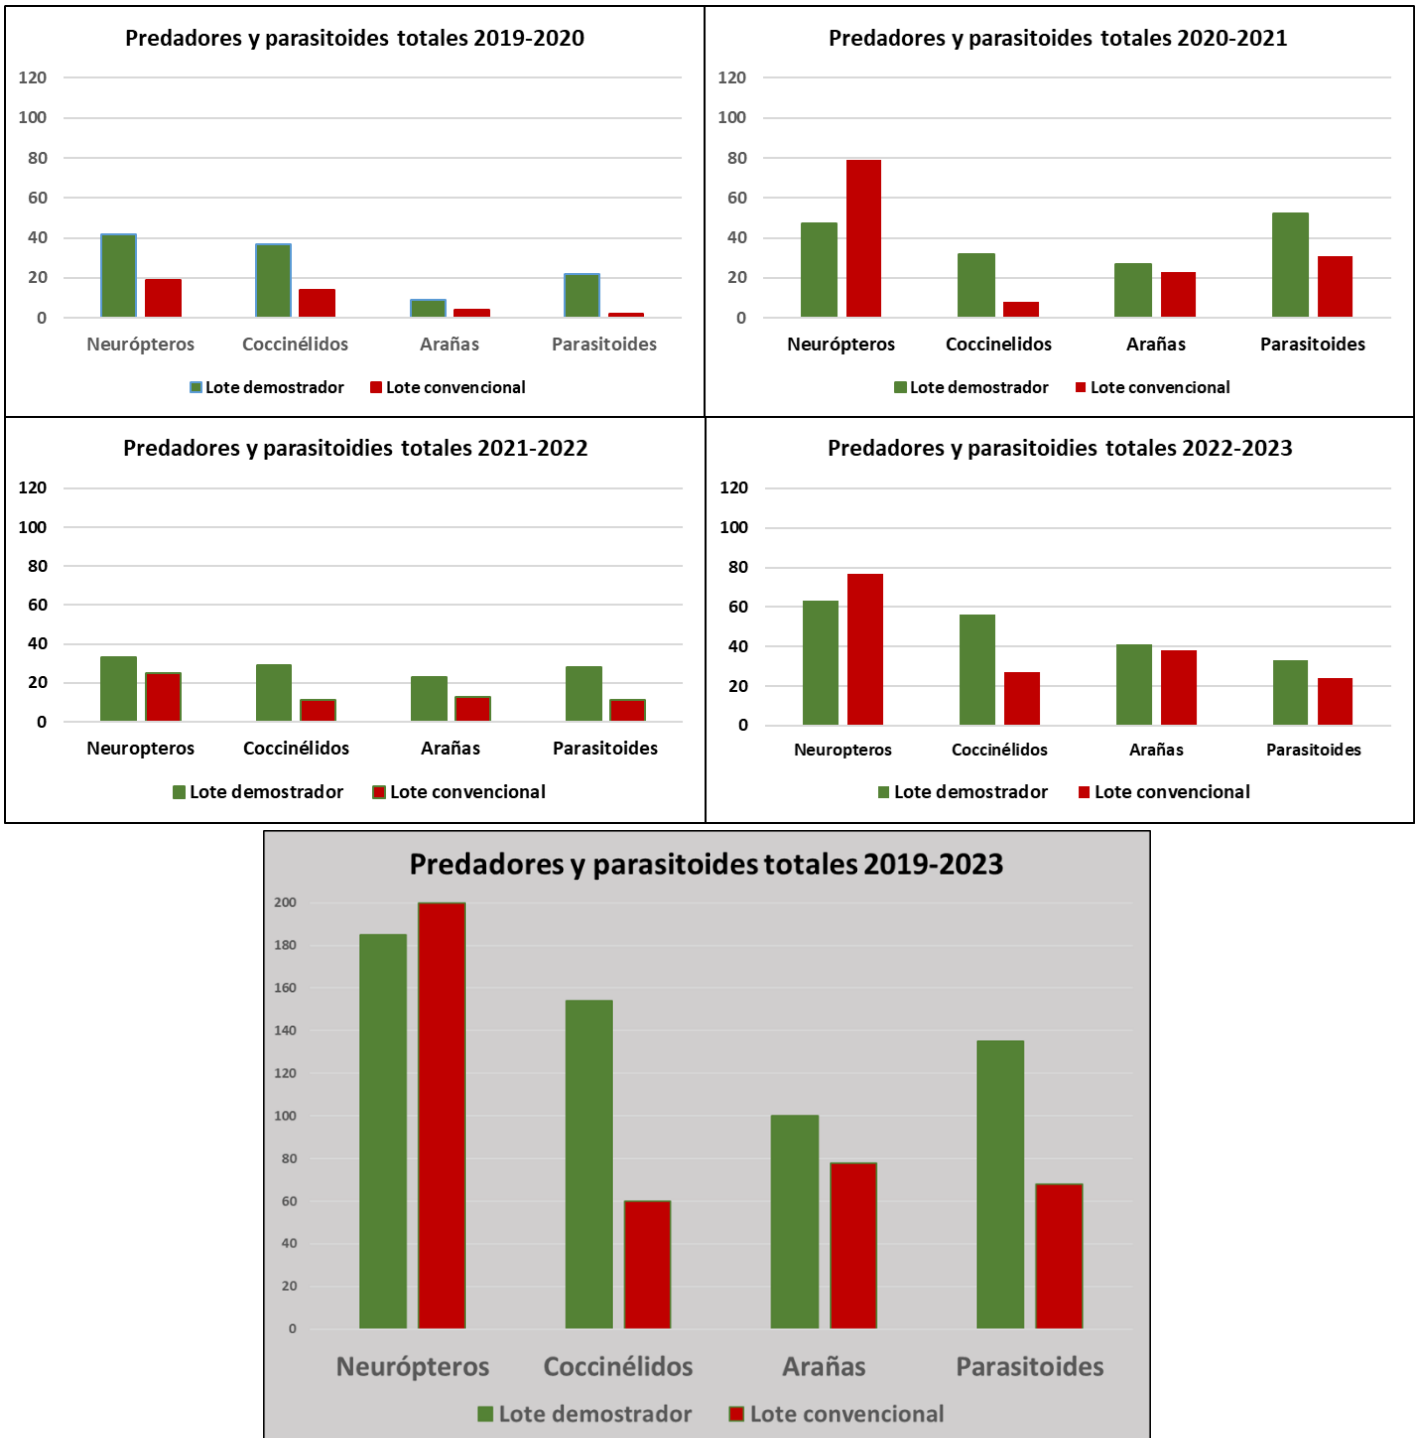 Predadores y parasitoides totales 2019-2020
120
100
80
60
40
20
0
Neurópteros Coccinélidos Arañas Parasitoides
Lote demostrador Lote convencional
Predadores y parasitoides totales 2020-2021
120
100
80
60
40
20
0
Neurópteros Coccinelidos Arañas Parasitoides
Lote demostrador Lote convencional
Predadores y parasitoidies totales 2021-2022
120
100
80
60
40
20
0
Neuropteros Coccinélidos Arañas Parasitoides
Lote demostrador Lote convencional
Predadores y parasitoidies totales 2022-2023
120
100
80
60
40
20
0
Neuropteros Coccinélidos Arañas Parasitoides
Lote demostrador Lote convencional
Predadores y parasitoides totales 2019-2023
200
180
160
140
120
100
80
60
40
20
0
Neurópteros Coccinélidos Arañas Parasitoides
Lote demostrador Lote convencional